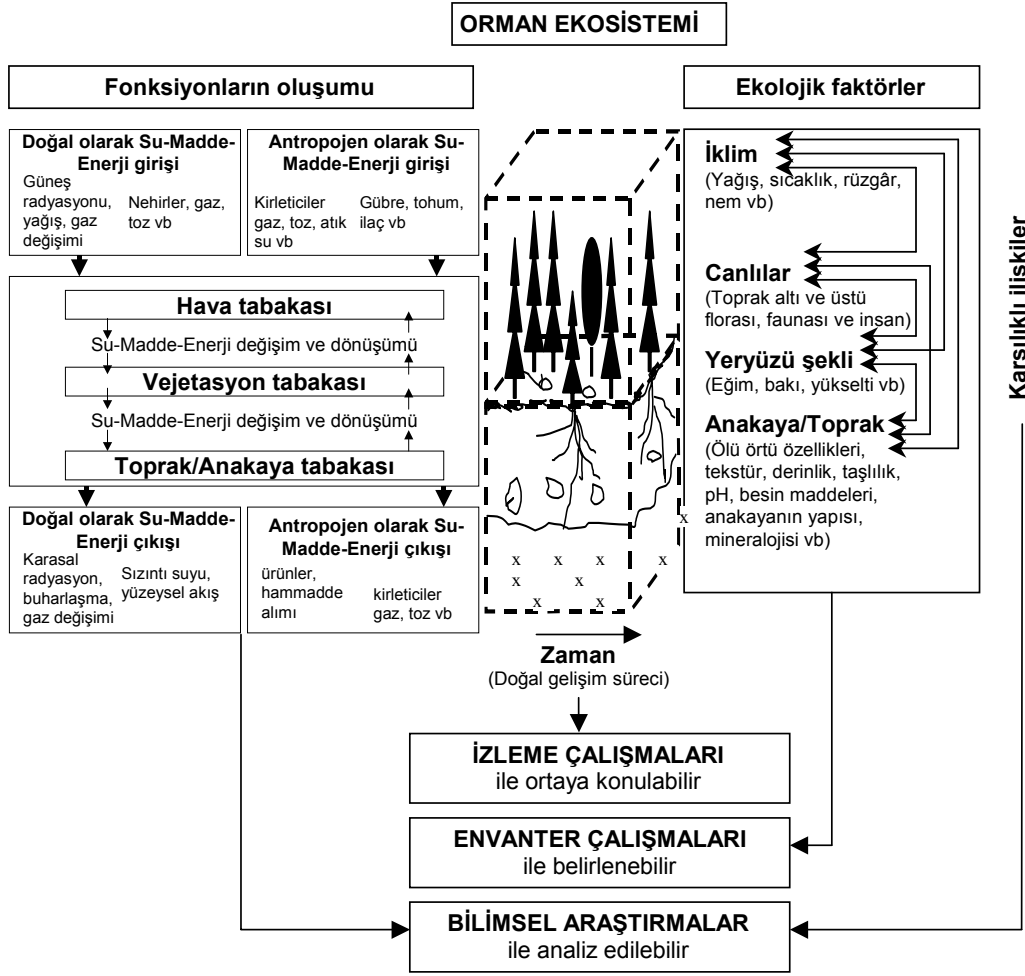 ORMAN EKOSİSTEMİ
Fonksiyonların oluşumu
Doğal olarak Su-Madde-
Enerji girişi
Güneş
radyasyonu,
yağış, gaz
değişimi
Nehirler, gaz,
toz vb
Antropojen olarak Su-
Madde-Enerji girişi
Kirleticiler
gaz, toz, atık
su vb
Gübre, tohum,
ilaç vb
Hava tabakası
Su-Madde-Enerji değişim ve dönüşümü
Vejetasyon tabakası
Su-Madde-Enerji değişim ve dönüşümü
Toprak/Anakaya tabakası
Doğal olarak Su-Madde-
Enerji çıkışı
Karasal
radyasyon,
buharlaşma,
gaz değişimi
Sızıntı suyu,
yüzeysel akış
Antropojen olarak Su-
Madde-Enerji çıkışı
ürünler,
hammadde
alımı
kirleticiler
gaz, toz vb
x
x x x x
x x
x x
Zaman
(Doğal gelişim süreci)
Ekolojik faktörler
İklim
(Yağış, sıcaklık, rüzgâr,
nem vb)
Canlılar
(Toprak altı ve üstü
florası, faunası ve insan)
Yeryüzü şekli
(Eğim, bakı, yükselti vb)
Anakaya/Toprak
(Ölü örtü özellikleri,
tekstür, derinlik, taşlılık,
pH, besin maddeleri,
anakayanın yapısı,
mineralojisi vb)
Karşılıklı ilişkiler
İZLEME ÇALIŞMALARI
ile ortaya konulabilir
ENVANTER ÇALIŞMALARI
ile belirlenebilir
BİLİMSEL ARAŞTIRMALAR
ile analiz edilebilir